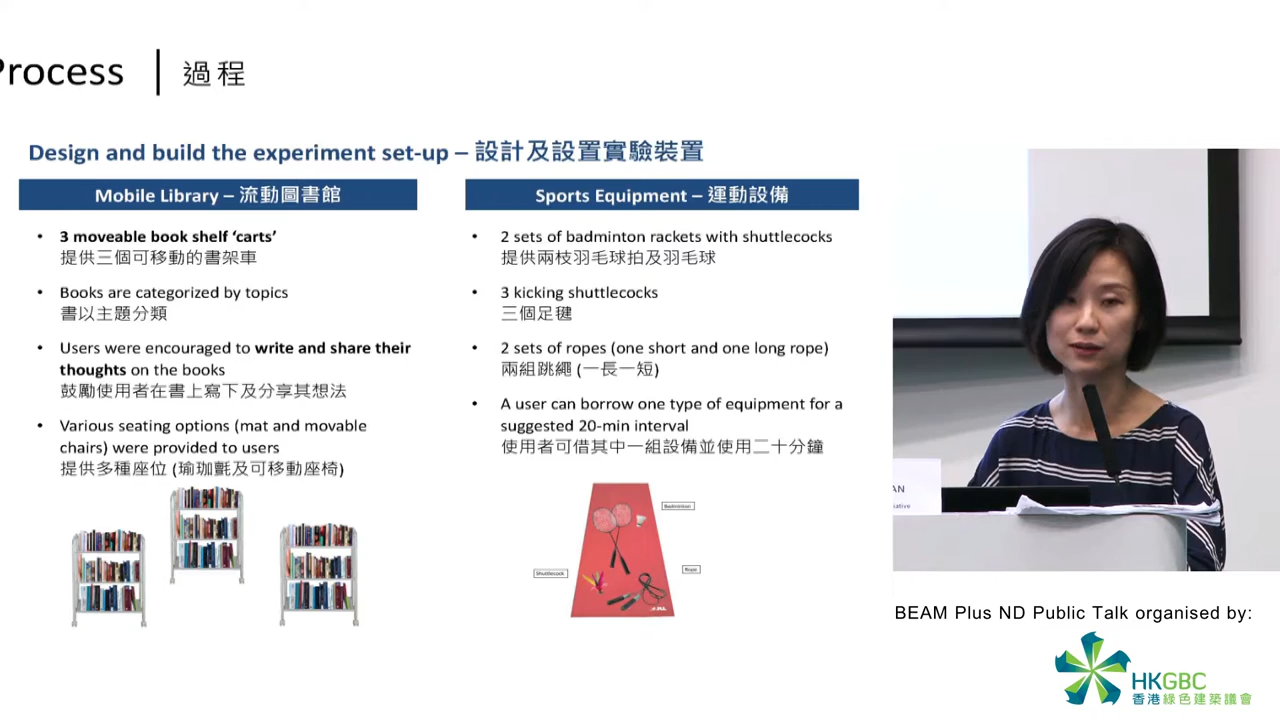 Process | 過程
Design and build the experiment set-up – 設計及設置實驗裝置
Mobile Library – 流動圖書館
• 3 moveable book shelf ‘carts’
提供三個可移動的書架車
• Books are categorized by topics
書以主題分類
• Users were encouraged to write and share their
thoughts on the books
鼓勵使用者在書上寫下及分享其想法
• Various seating options (mat and movable
chairs) were provided to users
提供多種座位 (瑜珈氈及可移動座椅)
Sports Equipment – 運動設備
• 2 sets of badminton rackets with shuttlecocks
提供兩枝羽毛球拍及羽毛球
• 3 kicking shuttlecocks
三個足毽
• 2 sets of ropes (one short and one long rope)
兩組跳繩 (一長一短)
• A user can borrow one type of equipment for a
suggested 20-min interval
使用者可借其中一組設備並使用二十分鐘
Badminton
Shuttlecock
Rope
AN
iative
BEAM Plus ND Public Talk organised by:
HKGBC
香港綠色建築議會